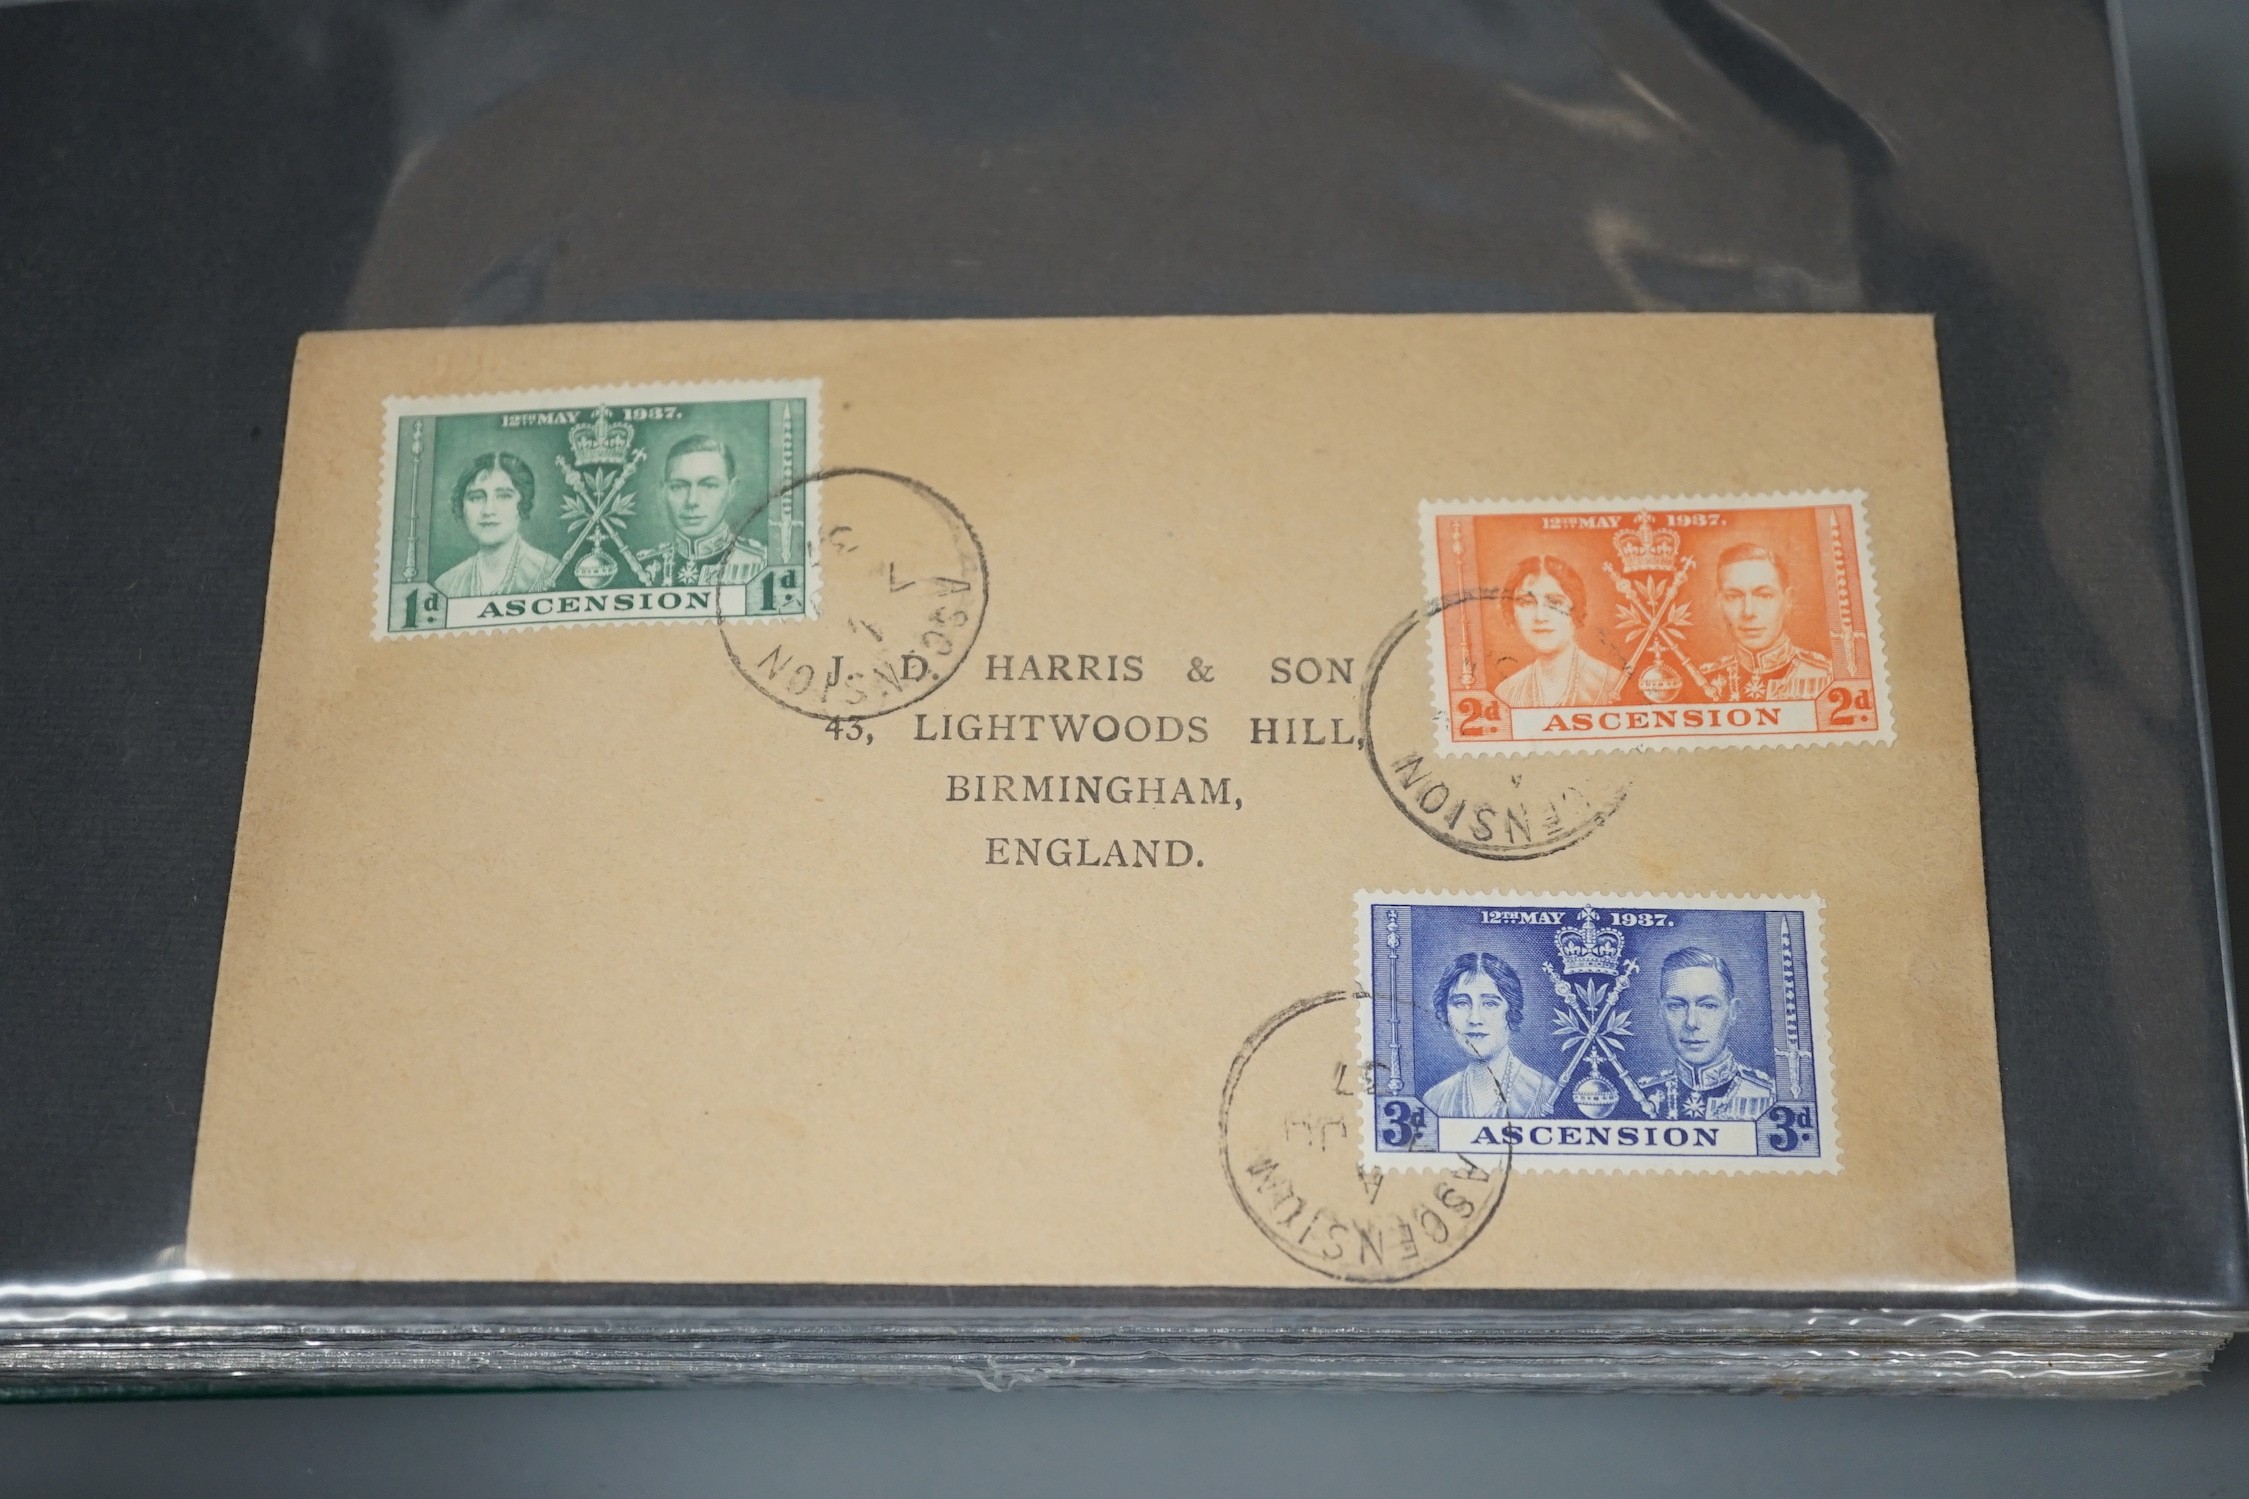 12TH MAY 1937.
1d. ASCENSION 1d.
ASCENSION
J. D. HARRIS & SON
43, LIGHTWOODS HILL,
BIRMINGHAM,
ENGLAND.
12TH MAY 1937.
2d. ASCENSION 2d.
ASCENSION
12TH MAY 1937.
3d. ASCENSION 3d.
37
A
ASCENSION